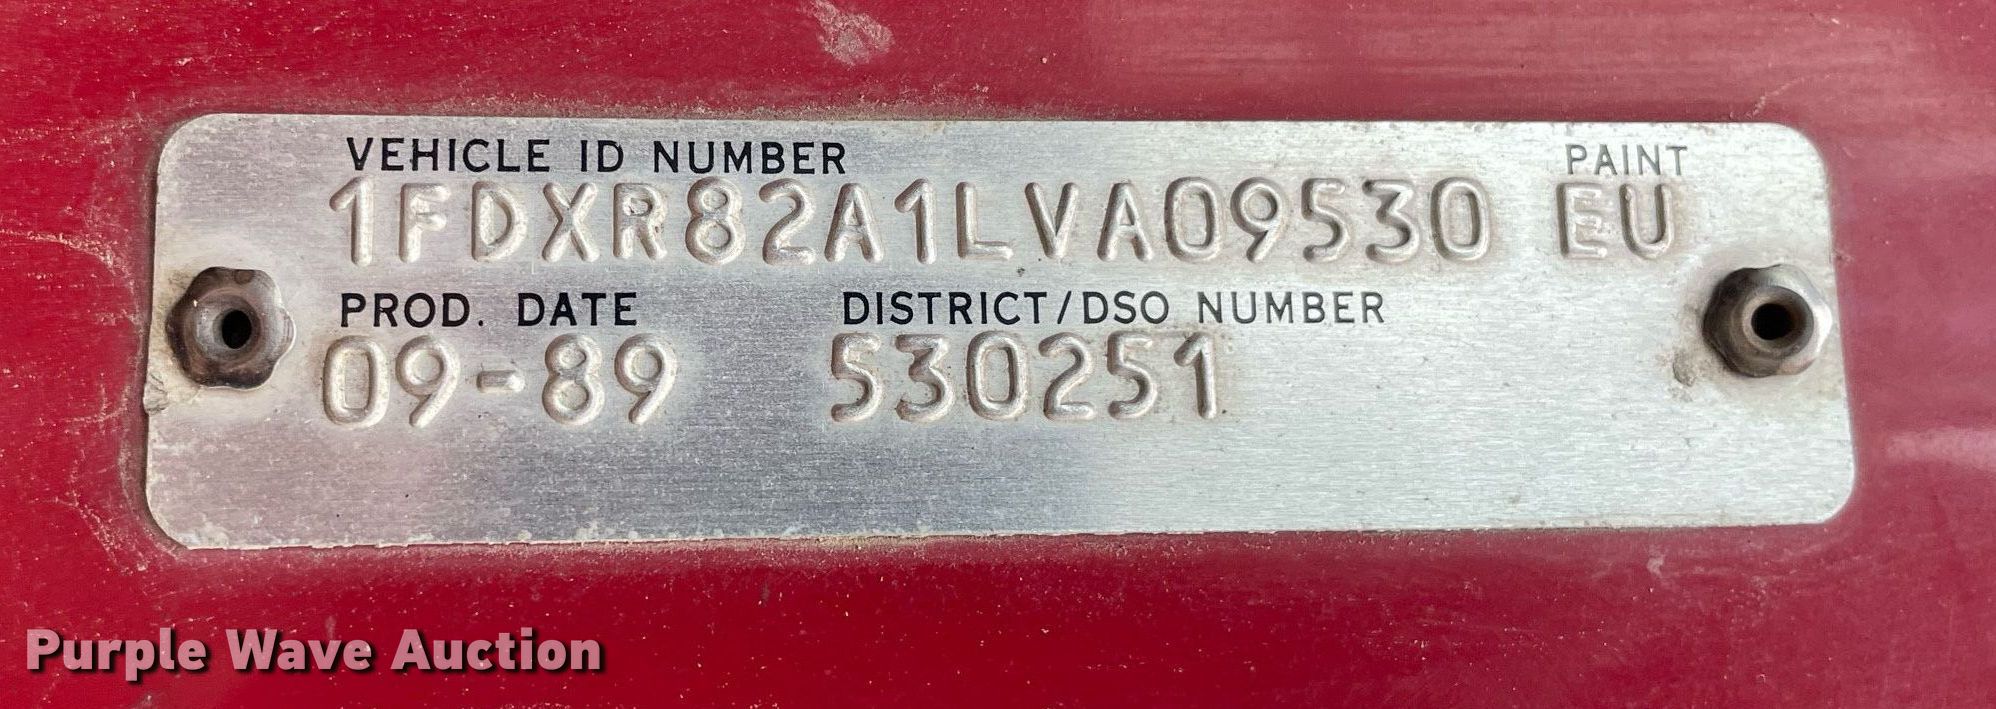 VEHICLE ID NUMBER PAINT
1FDXR82A1LVA09530 EU
PROD. DATE DISTRICT/DSO NUMBER
09-89 530251
Purple Wave Auction